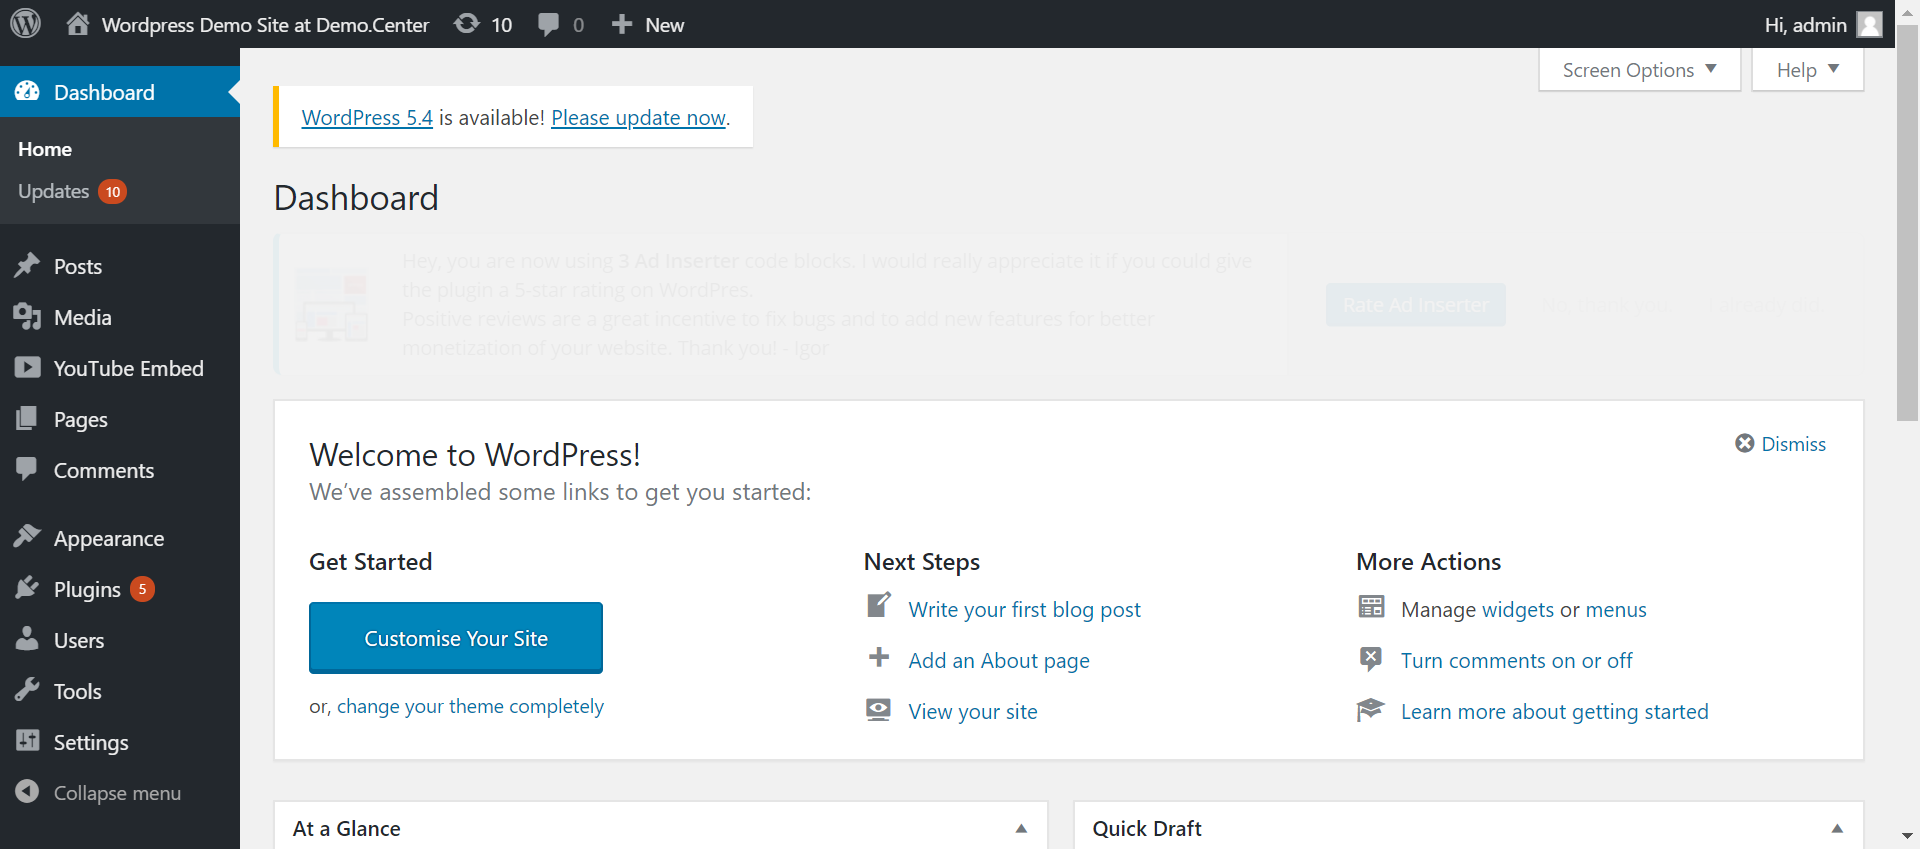 Wordpress Demo Site at Demo.Center 10 0 New Hi, admin
Dashboard
Home
Updates 10
Posts
Media
YouTube Embed
Pages
Comments
Appearance
Plugins 5
Users
Tools
Settings
Collapse menu
Screen Options Help
WordPress 5.4 is available! Please update now.
Dashboard
Hey, you are now using 3 Ad Inserter code blocks. I would really appreciate it if you could give
the plugin a 5-star rating on WordPres.
Positive reviews are a great incentive to fix bugs and to add new features for better
monetization of your website. Thank you! - Igor
Rate Ad Inserter
Welcome to WordPress!
Dismiss
We’ve assembled some links to get you started:
Get Started
Customise Your Site
or, change your theme completely
Next Steps
Write your first blog post
Add an About page
View your site
More Actions
Manage widgets or menus
Turn comments on or off
Learn more about getting started
At a Glance
Quick Draft